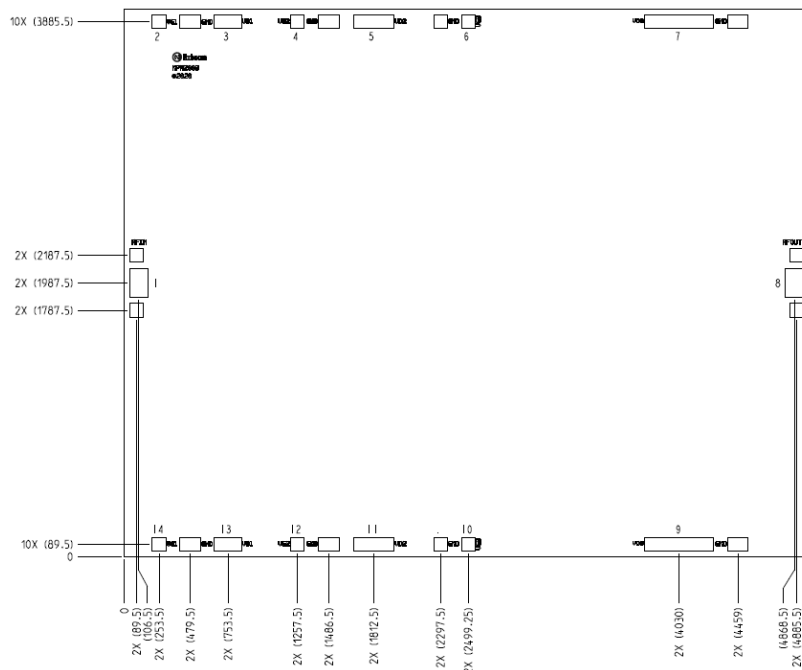 10X (3885.5)
2 3 4 5 6 7
RFIN RFOUT
2X (2187.5)
2X (1987.5) 1 8
2X (1787.5)
14 13 12 11 10 9
10X (89.5)
0
0
2X (89.5)
(106.5)
2X (253.5)
2X (479.5)
2X (753.5)
2X (1257.5)
2X (1486.5)
2X (1812.5)
2X (2297.5)
2X (2499.25)
2X (4030)
2X (4459)
(4868.5)
2X (4885.5)